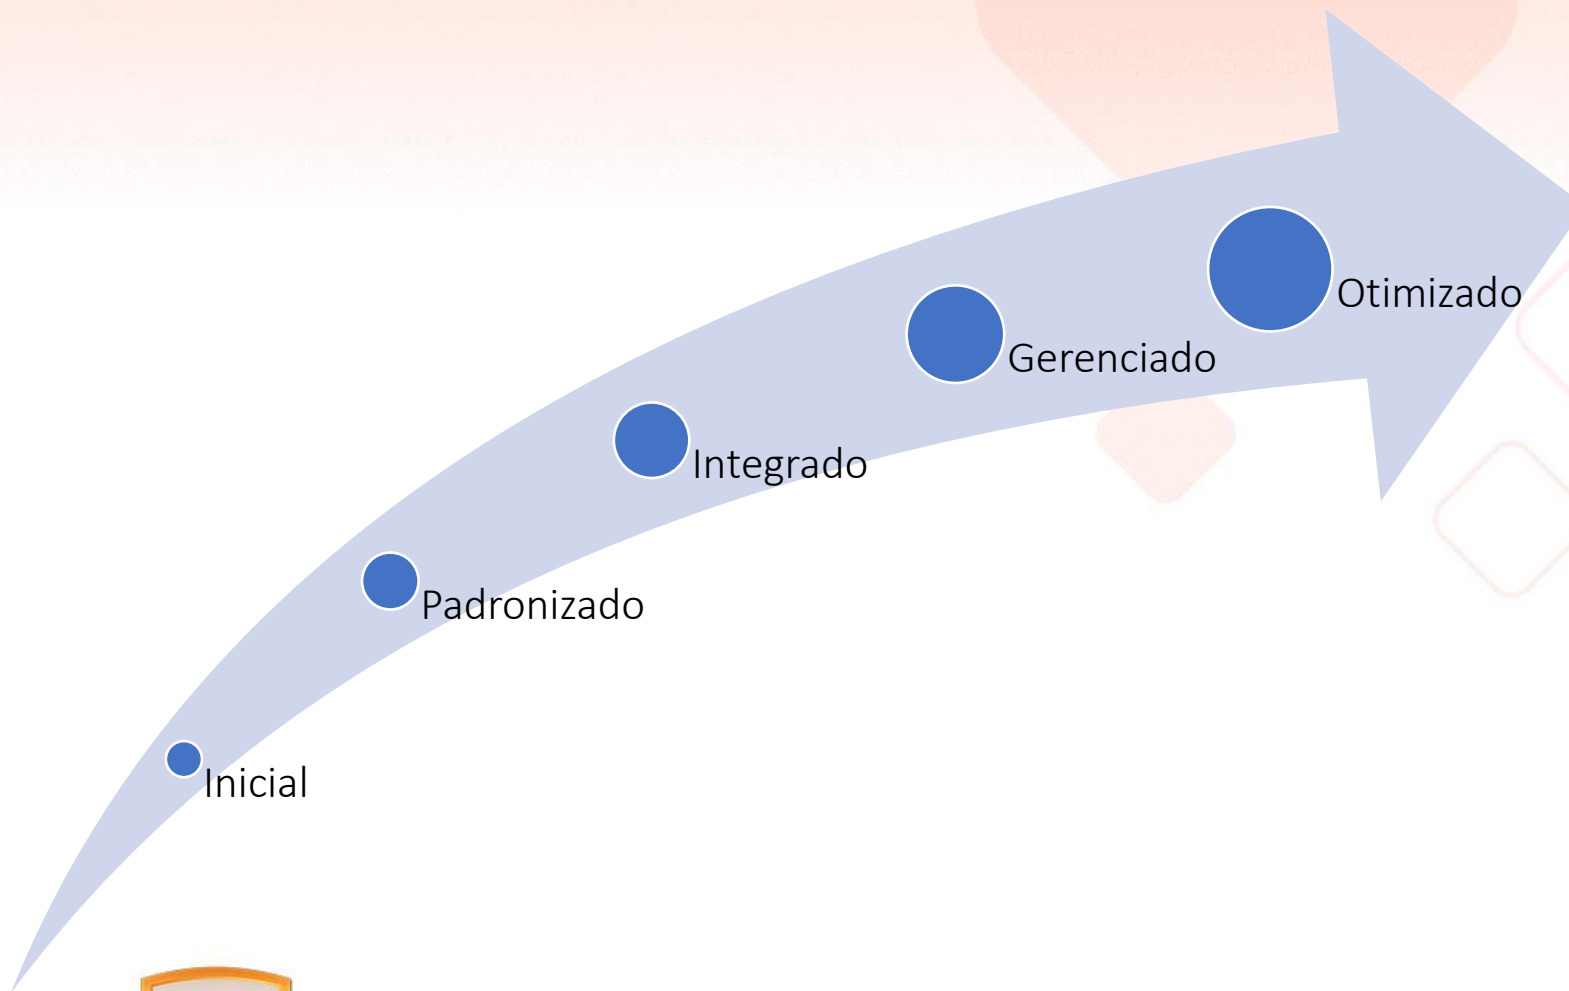 Otimizado
Gerenciado
Integrado
Padronizado
Inicial